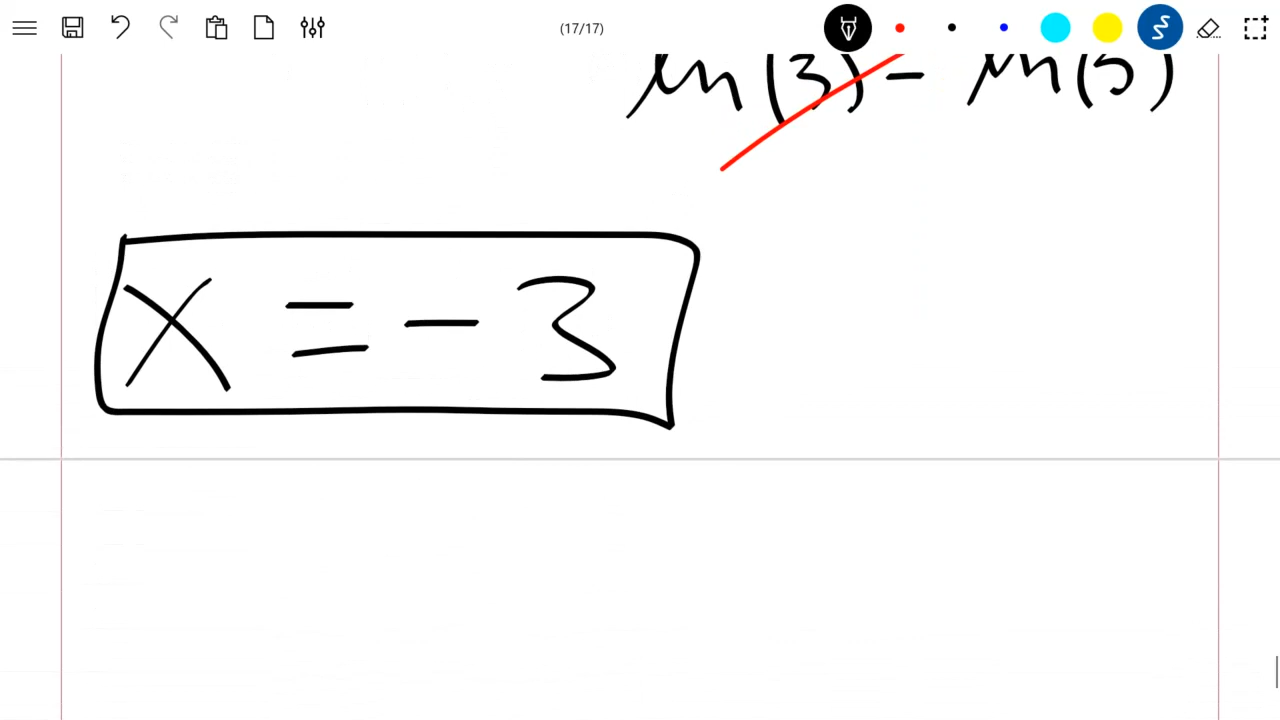 (17/17)
ln(3) - ln(5)
x = - 3